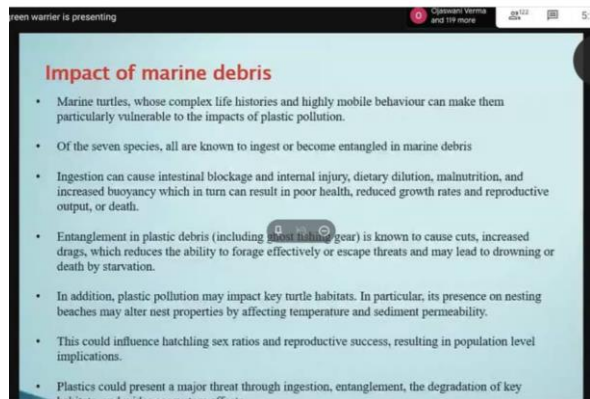 green warrier is presenting
Ojaswani Verma
and 119 more
122
5:
Impact of marine debris
• Marine turtles, whose complex life histories and highly mobile behaviour can make them
particularly vulnerable to the impacts of plastic pollution.
• Of the seven species, all are known to ingest or become entangled in marine debris
• Ingestion can cause intestinal blockage and internal injury, dietary dilution, malnutrition, and
increased buoyancy which in turn can result in poor health, reduced growth rates and reproductive
output, or death.
• Entanglement in plastic debris (including ghost fishing gear) is known to cause cuts, increased
drags, which reduces the ability to forage effectively or escape threats and may lead to drowning or
death by starvation.
• In addition, plastic pollution may impact key turtle habitats. In particular, its presence on nesting
beaches may alter nest properties by affecting temperature and sediment permeability.
• This could influence hatchling sex ratios and reproductive success, resulting in population level
implications.
• Plastics could present a major threat through ingestion, entanglement, the degradation of key